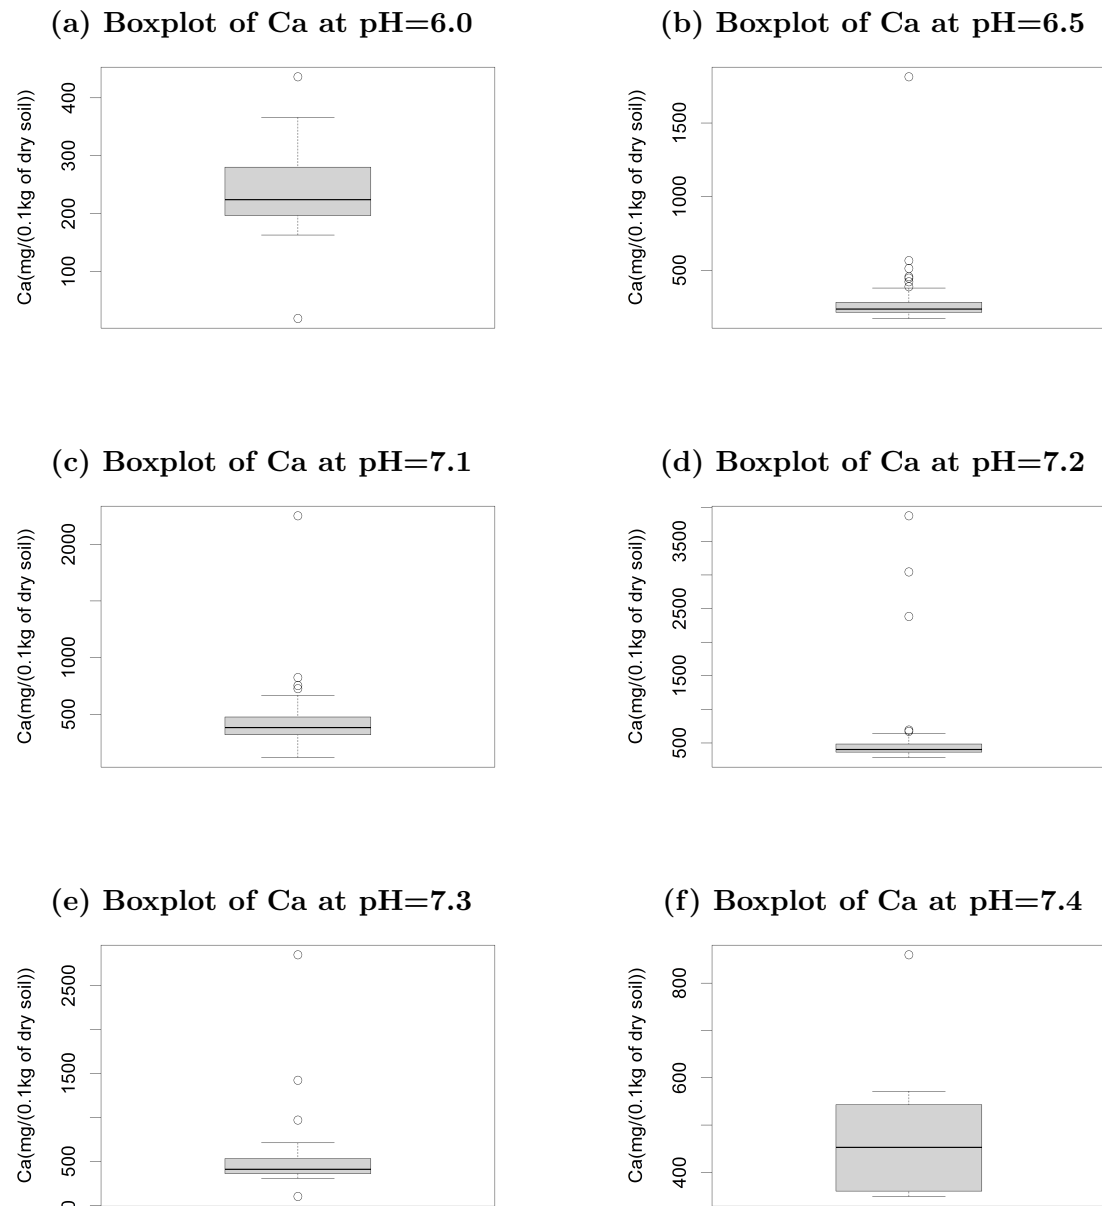 (a) Boxplot of Ca at pH=6.0
Ca(mg/(0.1kg of dry soil))
400
300
200
100
(b) Boxplot of Ca at pH=6.5
Ca(mg/(0.1kg of dry soil))
1500
1000
500
(c) Boxplot of Ca at pH=7.1
Ca(mg/(0.1kg of dry soil))
2000
1000
500
(d) Boxplot of Ca at pH=7.2
Ca(mg/(0.1kg of dry soil))
3500
2500
1500
500
(e) Boxplot of Ca at pH=7.3
Ca(mg/(0.1kg of dry soil))
2500
1500
500
0
(f) Boxplot of Ca at pH=7.4
Ca(mg/(0.1kg of dry soil))
800
600
400